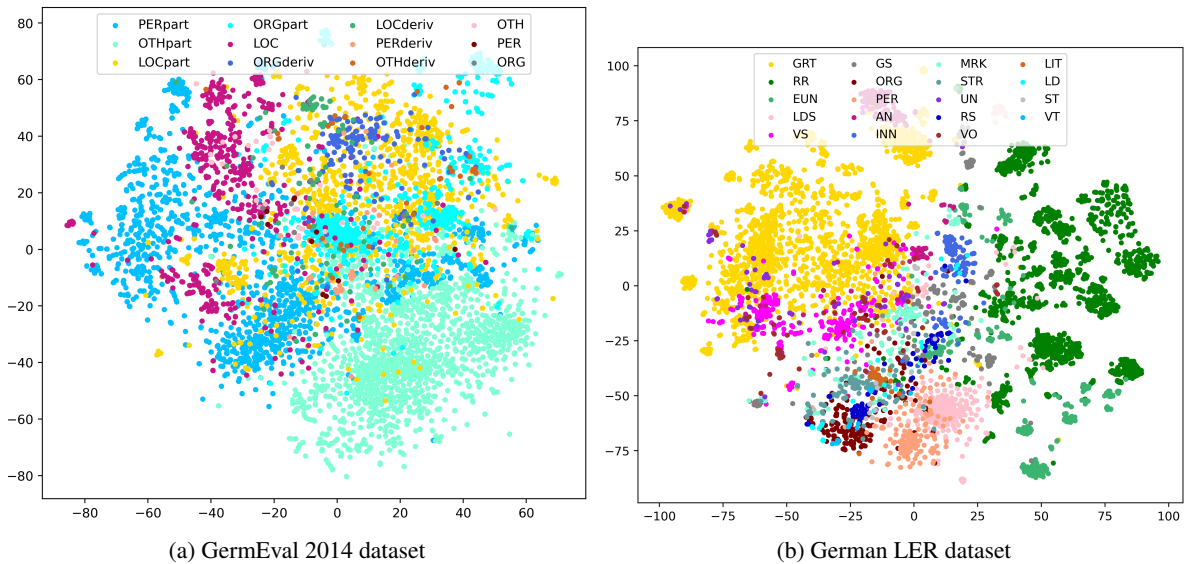 PERpart ORGpart LOCderiv OTH
OTHpart LOC PERderiv PER
LOCpart ORGderiv OTHderiv ORG
80
60
40
20
0
−20
−40
−60
−80
−80 −60 −40 −20 0 20 40 60
(a) GermEval 2014 dataset
GRT GS MRK LIT
RR ORG STR LD
EUN PER UN ST
LDS AN RS VT
VS INN VO
100
75
50
25
0
−25
−50
−75
−100 −75 −50 −25 0 25 50 75 100
(b) German LER dataset